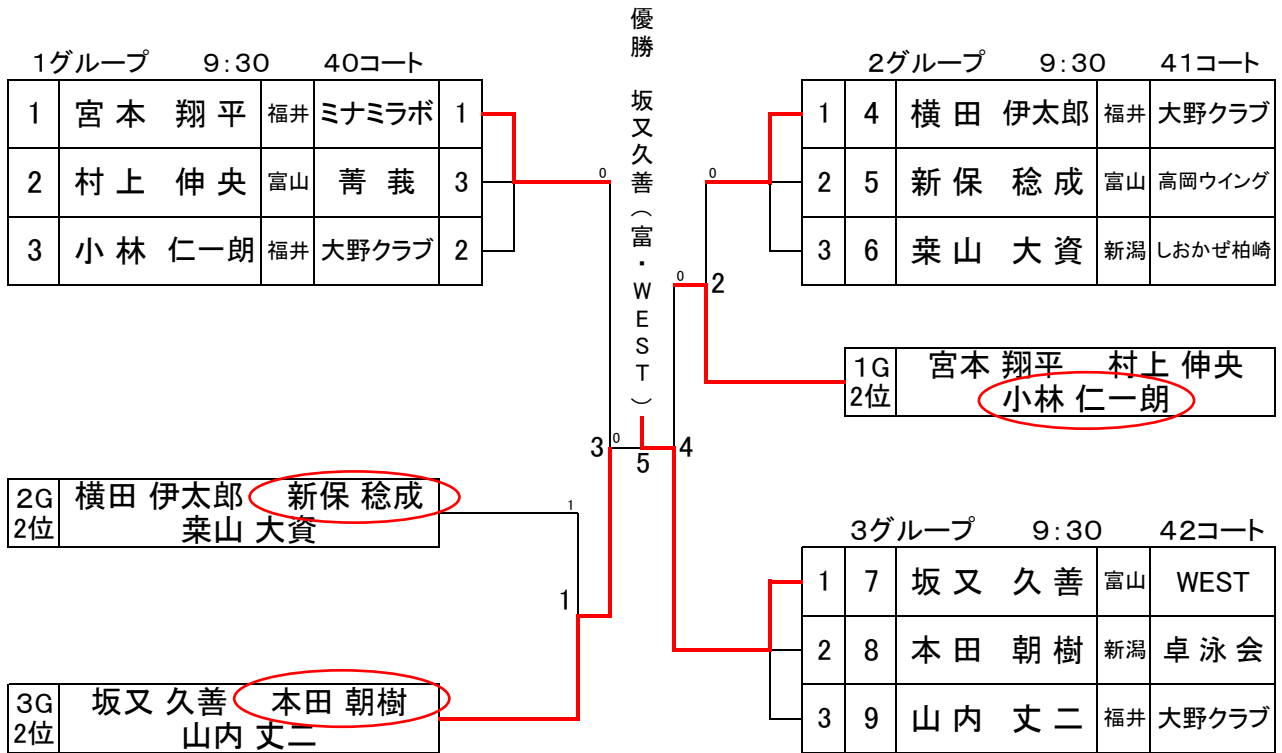 優勝 坂又久善（富・WEST）
1グループ 9:30 40コート
1 宮本 翔平 福井 ミナミラボ 1
2 村上 伸央 富山 菁莪 3
3 小林 仁一朗 福井 大野クラブ 2
2グループ 9:30 41コート
1 4 横田 伊太郎 福井 大野クラブ
2 5 新保 稔成 富山 高岡ウイング
3 6 桒山 大資 新潟 しおかぜ柏崎
0
0
0
2
1G 宮本 翔平 村上 伸央
2位 小林 仁一朗
3
0
5
4
2G 横田 伊太郎 新保 稔成
2位 桒山 大資
1
1
3G 坂又 久善 本田 朝樹
2位 山内 丈二
3グループ 9:30 42コート
1 7 坂又 久善 富山 WEST
2 8 本田 朝樹 新潟 卓泳会
3 9 山内 丈二 福井 大野クラブ